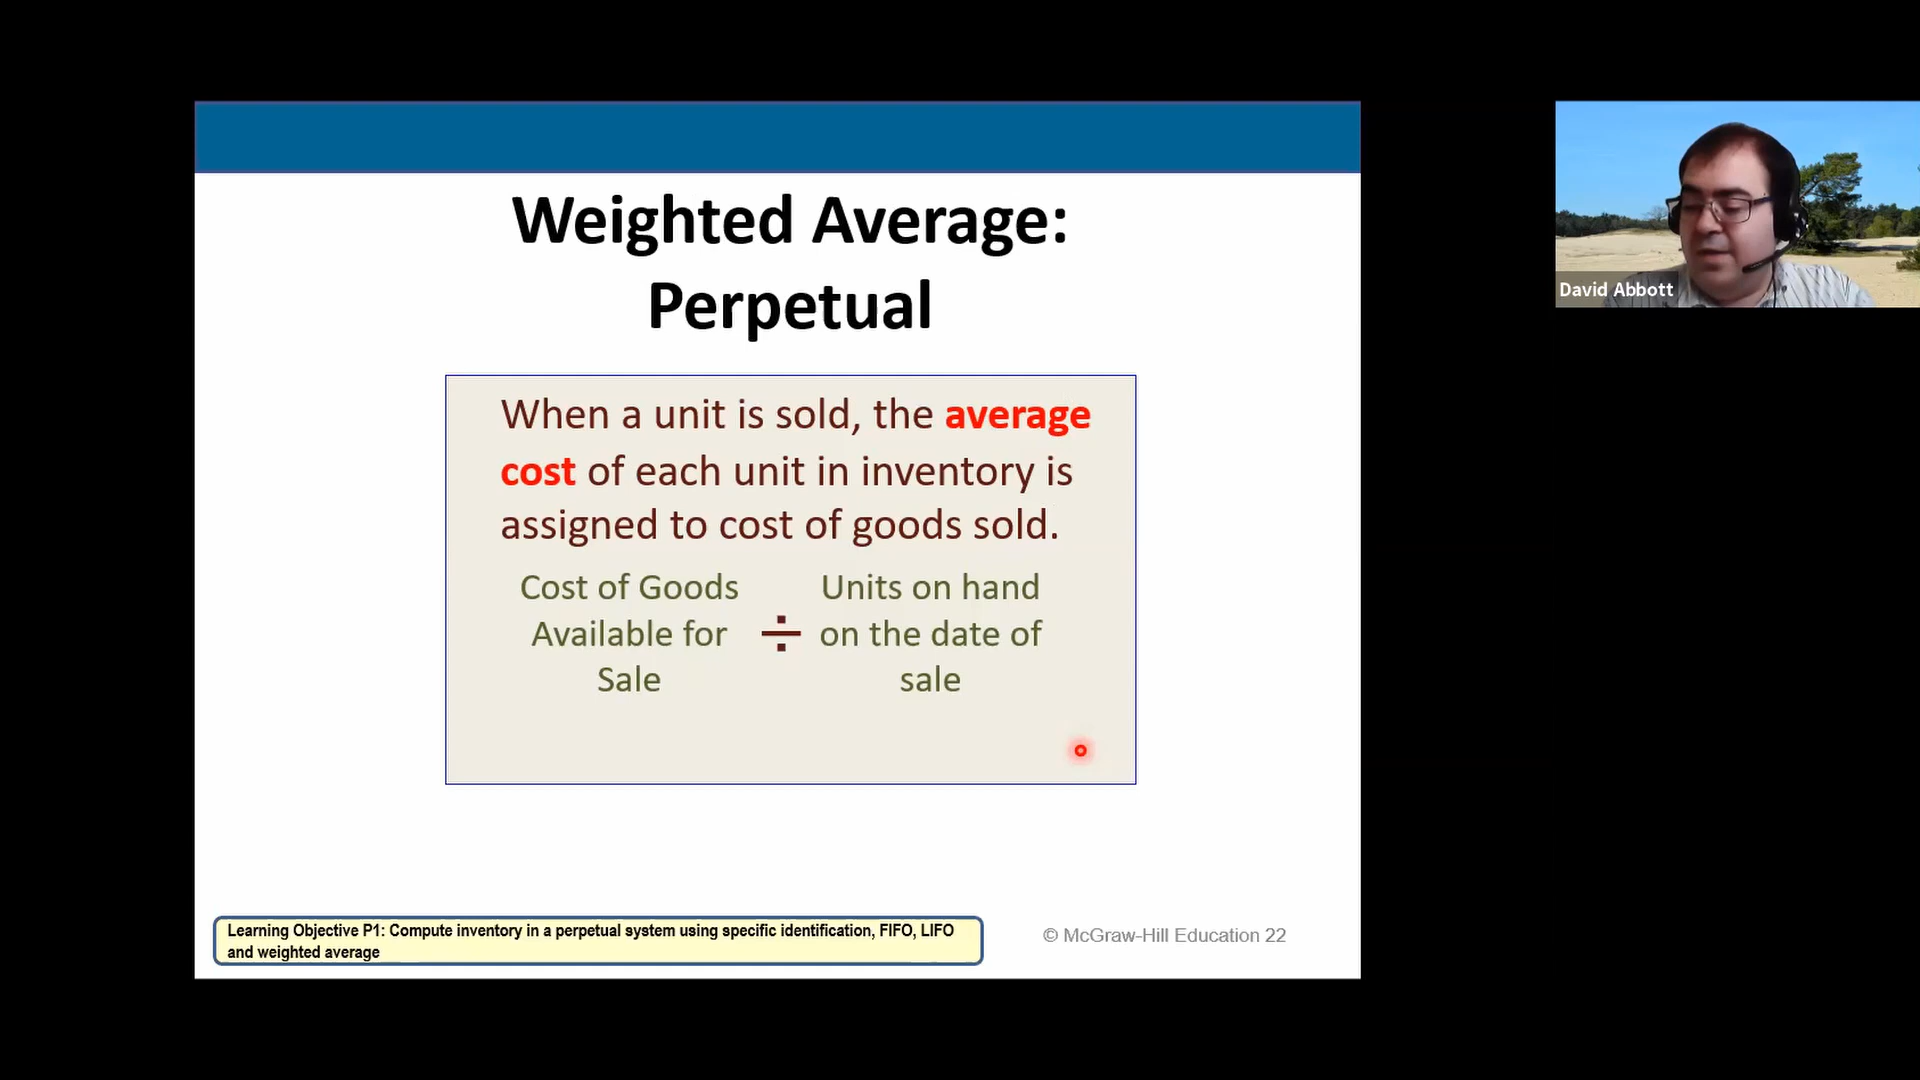 Weighted Average:
Perpetual
When a unit is sold, the average
cost of each unit in inventory is
assigned to cost of goods sold.
Cost of Goods
Available for
Sale
÷
Units on hand
on the date of
sale
Learning Objective P1: Compute inventory in a perpetual system using specific identification, FIFO, LIFO
and weighted average
© McGraw-Hill Education 22
David Abbott